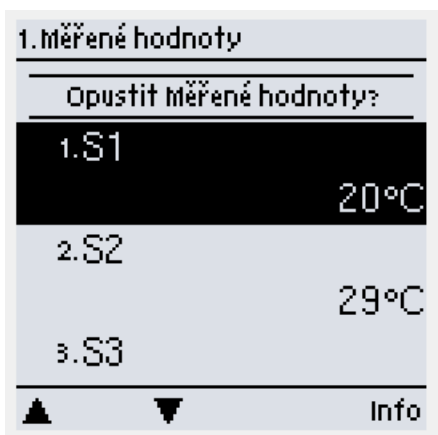 1.Měřené hodnoty
Opustit Měřené hodnoty?
1.S1
20°C
2.S2
29°C
3.S3
▲ ▼ Info